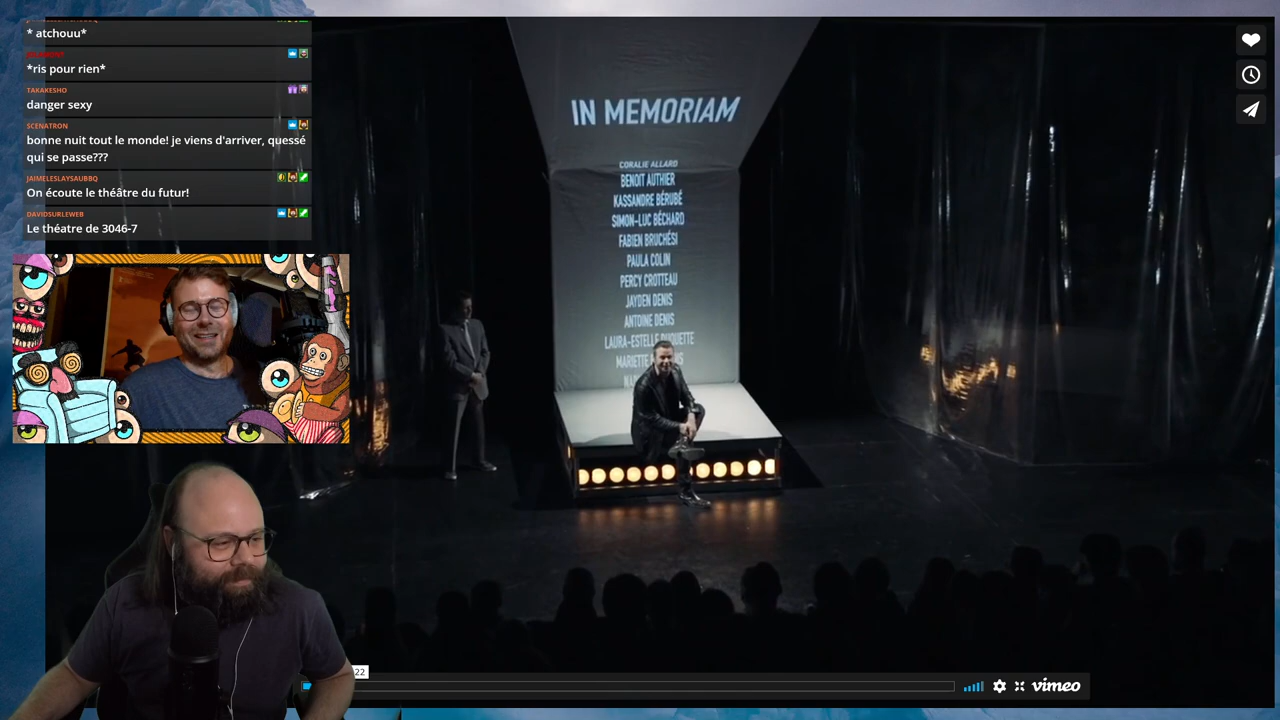 * atchouu*
*ris pour rien*
TAKAKESHO
danger sexy
SCENATRON
bonne nuit tout le monde! je viens d'arriver, quessé
qui se passe???
JAIMELESLAYSAUBBQ
On écoute le théâtre du futur!
DAVIDSURLEWEB
Le théatre de 3046-7
IN MEMORIAM
CORALIE ALLARD
BENOIT AUTHIER
KASSANDRE BÉRUBÉ
SIMON-LUC BÉCHARD
FABIEN BRUCHÉSI
PAULA COLIN
PERCY CROTTEAU
JAYDEN DENIS
ANTOINE DENIS
LAURA-ESTELLE
MARIETTE
22
vimeo